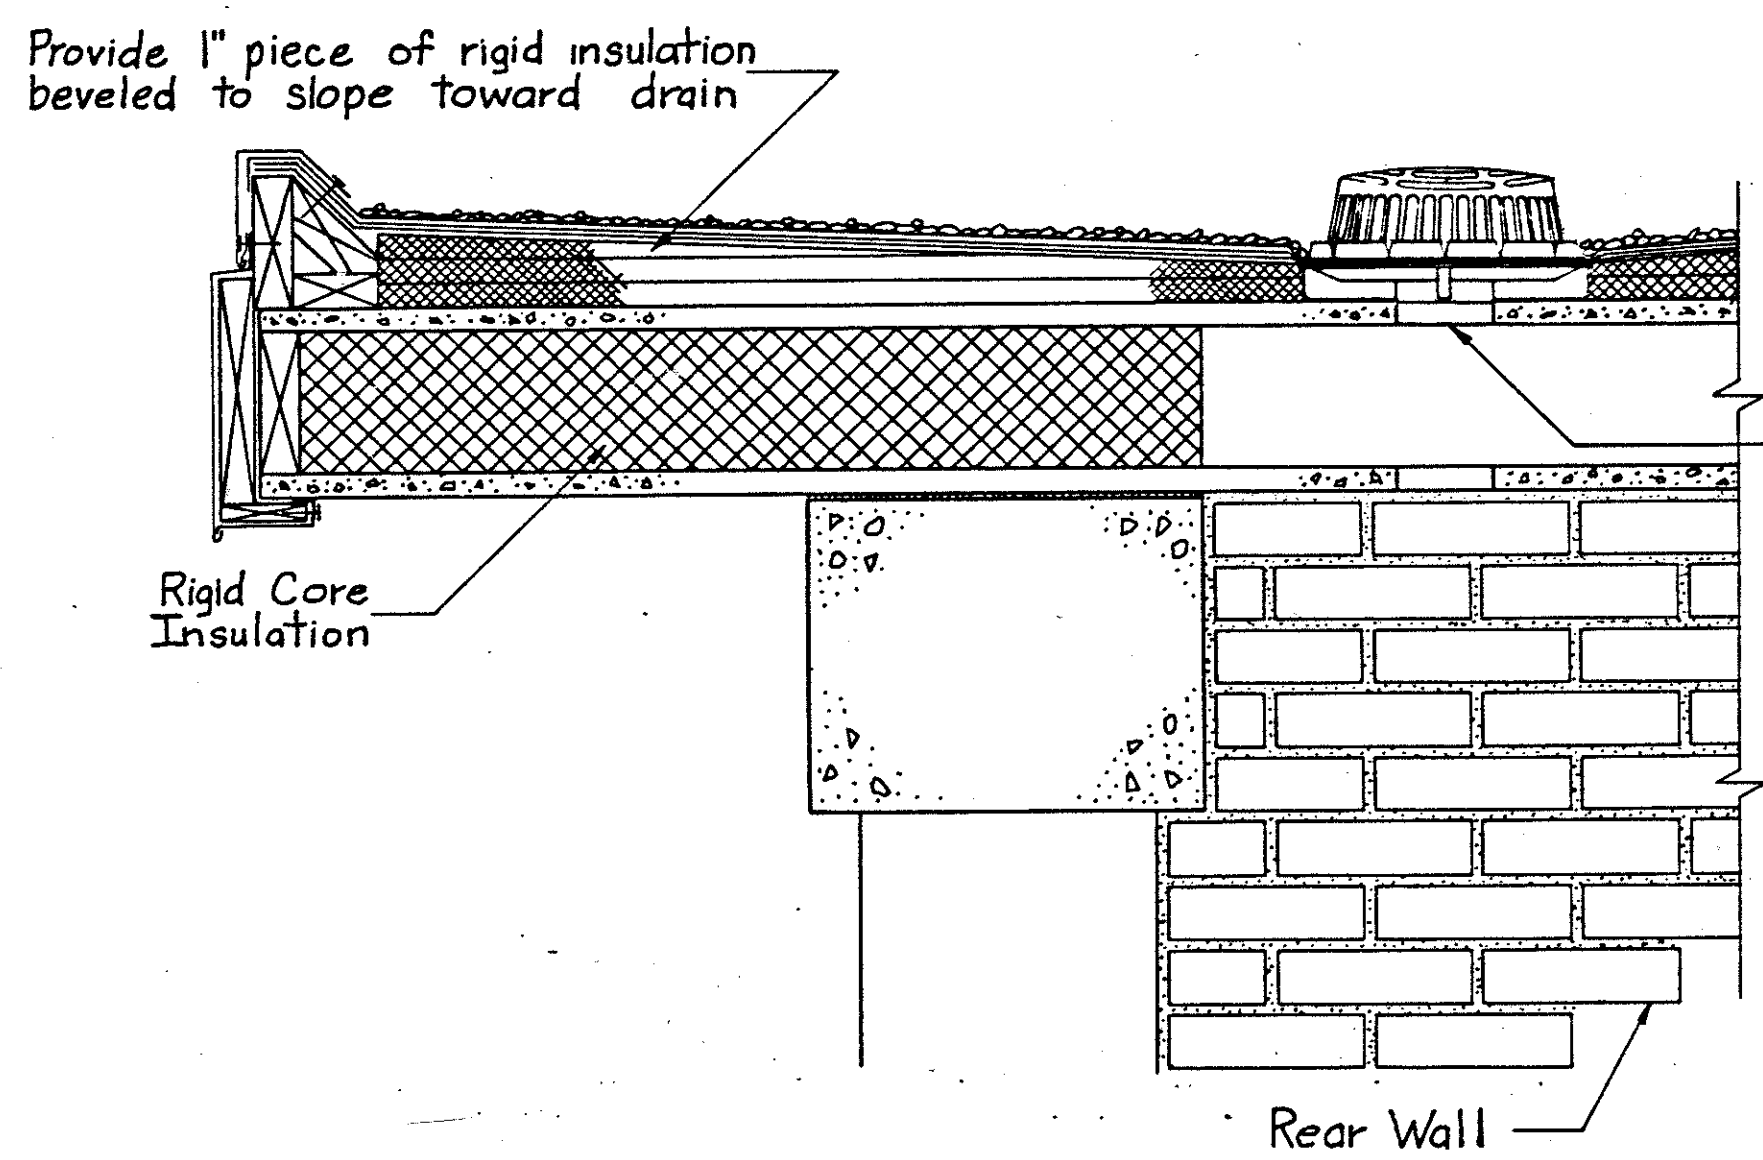 Provide 1" piece of rigid insulation
beveled to slope toward drain
Rigid Core
Insulation
Rear Wall